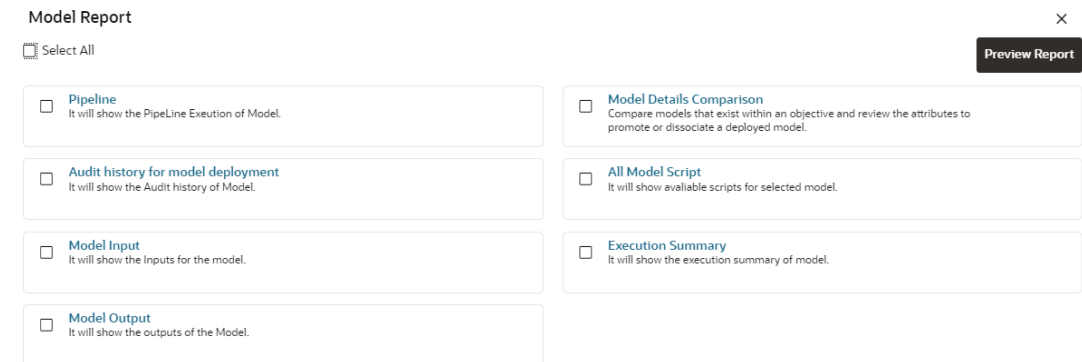 Model Report
Select All
Preview Report
Pipeline
It will show the PipeLine Exeution of Model.
Model Details Comparison
Compare models that exist within an objective and review the attributes to
promote or dissociate a deployed model.
Audit history for model deployment
It will show the Audit history of Model.
All Model Script
It will show avaliable scripts for selected model.
Model Input
It will show the Inputs for the model.
Execution Summary
It will show the execution summary of model.
Model Output
It will show the outputs of the Model.